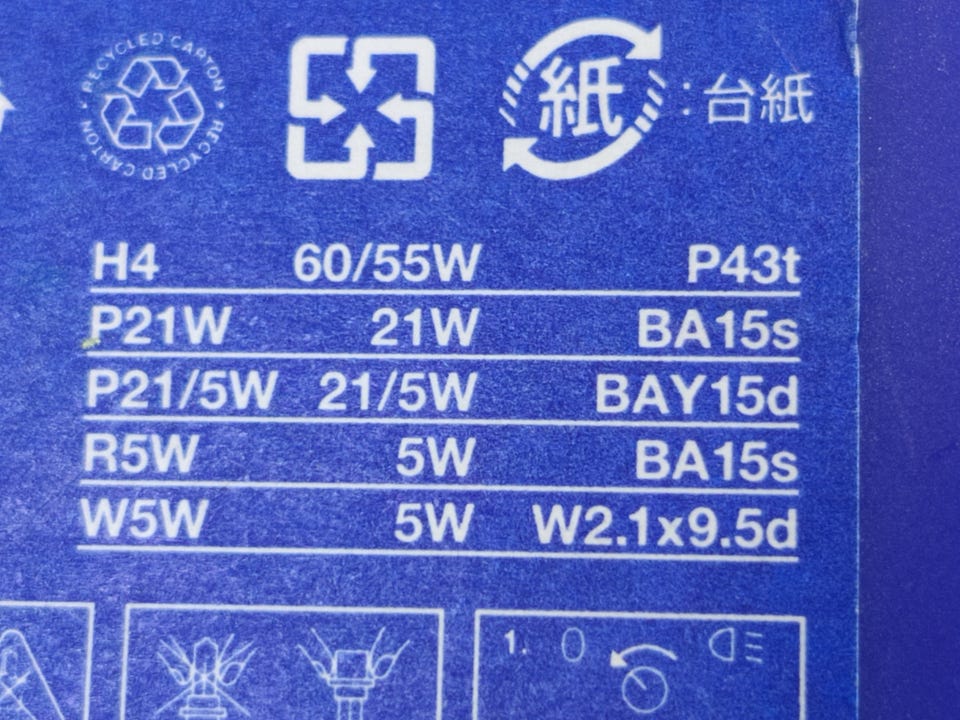 RECYCLED CARTON • RECYCLED CARTON •
紙 : 台紙
H4 60/55W P43t
P21W 21W BA15s
P21/5W 21/5W BAY15d
R5W 5W BA15s
W5W 5W W2.1x9.5d
1. 0